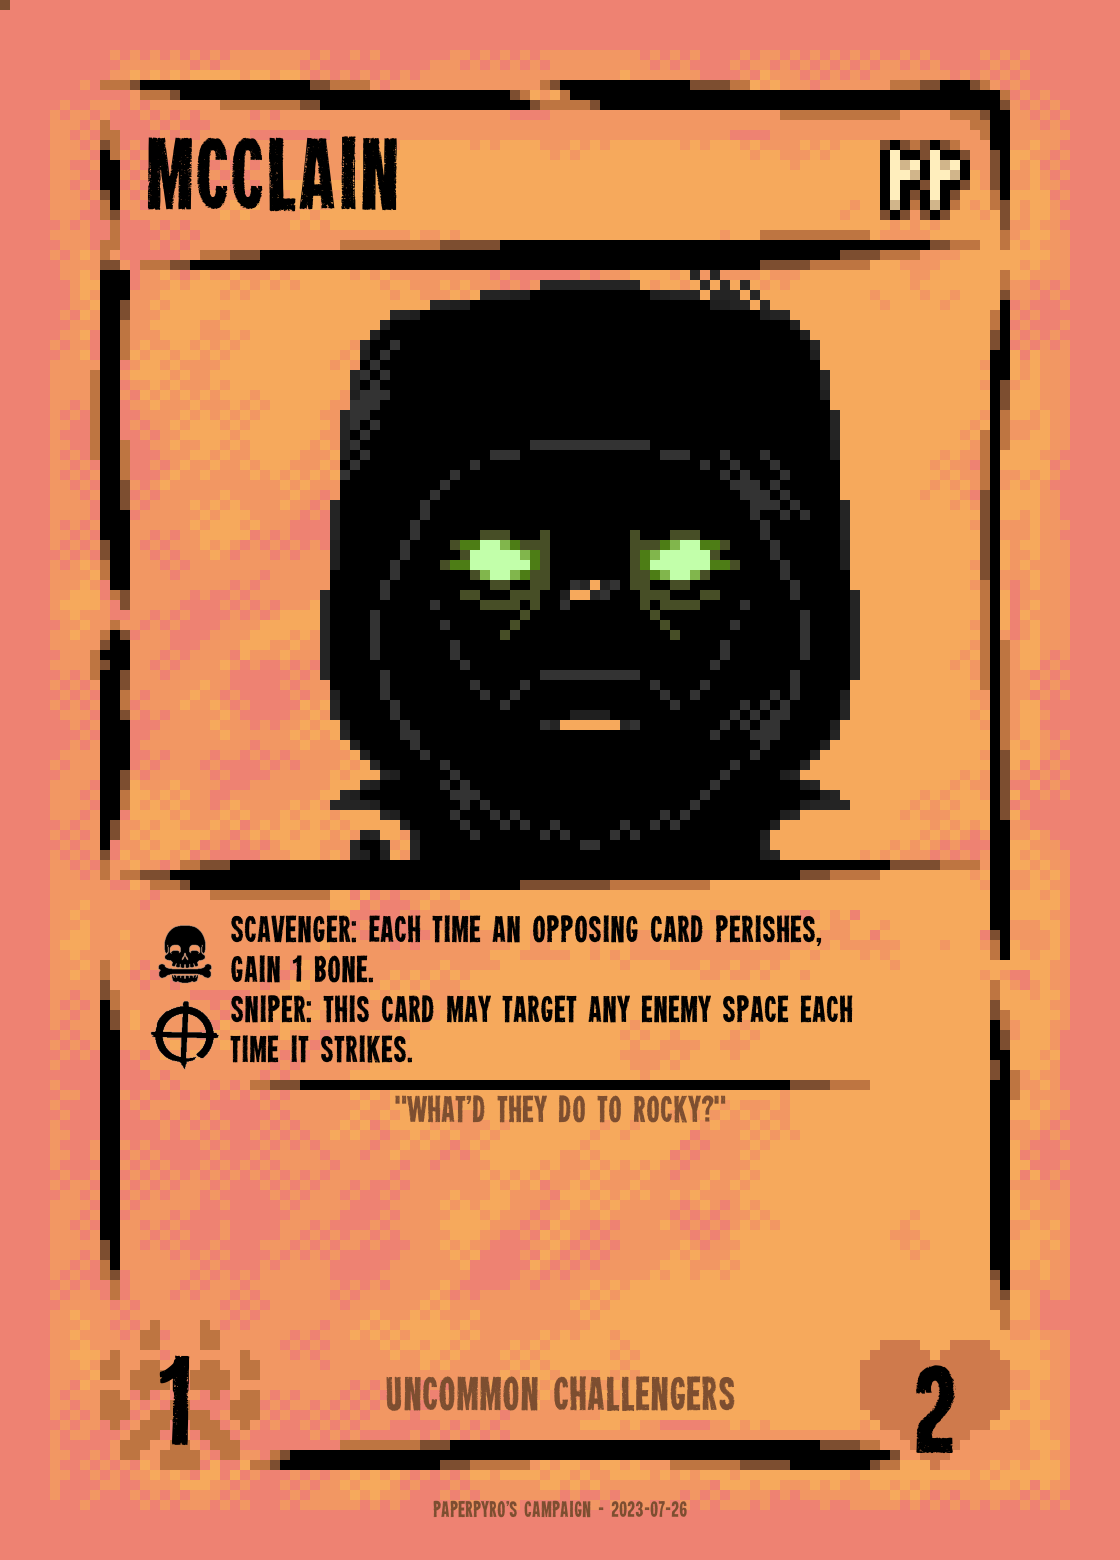 MCCLAIN
PP
SCAVENGER: EACH TIME AN OPPOSING CARD PERISHES,
GAIN 1 BONE.
SNIPER: THIS CARD MAY TARGET ANY ENEMY SPACE EACH
TIME IT STRIKES.
"WHAT'D THEY DO TO ROCKY?"
1
UNCOMMON CHALLENGERS
2
PAPERPYRO'S CAMPAIGN - 2023-07-26